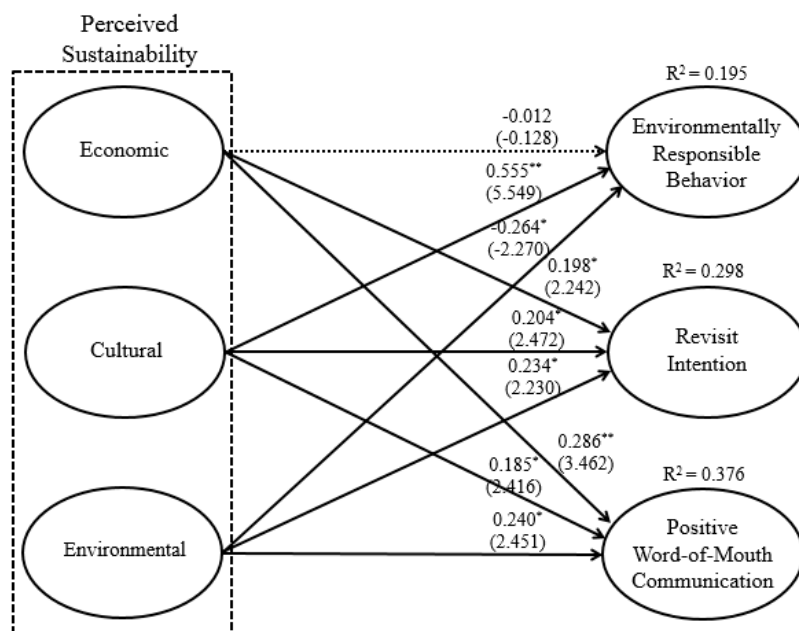 Perceived
Sustainability
Economic
Cultural
Environmental
-0.012
(-0.128)
0.555**
(5.549)
-0.264*
(-2.270)
0.198*
(2.242)
0.204*
(2.472)
0.234*
(2.230)
0.286**
(3.462)
0.185*
(2.416)
0.240*
(2.451)
R² = 0.195
Environmentally
Responsible
Behavior
R² = 0.298
Revisit
Intention
R² = 0.376
Positive
Word-of-Mouth
Communication